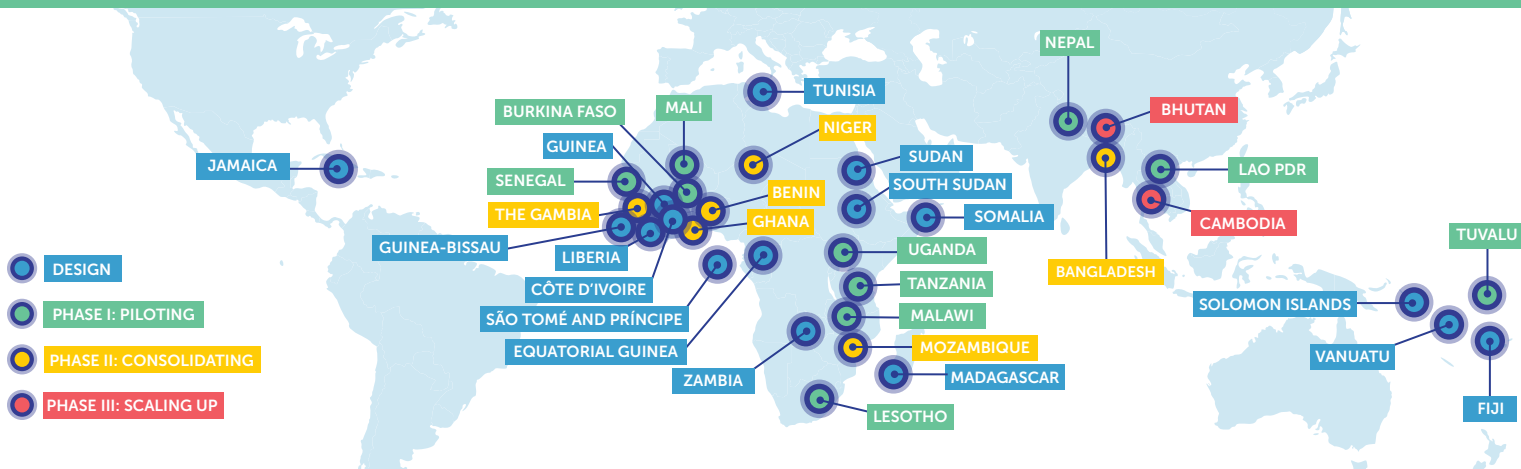 NEPAL
TUNISIA
BURKINA FASO
MALI
BHUTAN
NIGER
GUINEA
JAMAICA
SUDAN
LAO PDR
SENEGAL
SOUTH SUDAN
BENIN
THE GAMBIA
GHANA
SOMALIA
CAMBODIA
GUINEA-BISSAU
LIBERIA
UGANDA
TUVALU
DESIGN
BANGLADESH
CÔTE D'IVOIRE
TANZANIA
SOLOMON ISLANDS
PHASE I: PILOTING
SÃO TOMÉ AND PRÍNCIPE
MALAWI
EQUATORIAL GUINEA
MOZAMBIQUE
VANUATU
PHASE II: CONSOLIDATING
ZAMBIA
MADAGASCAR
PHASE III: SCALING UP
LESOTHO
FIJI